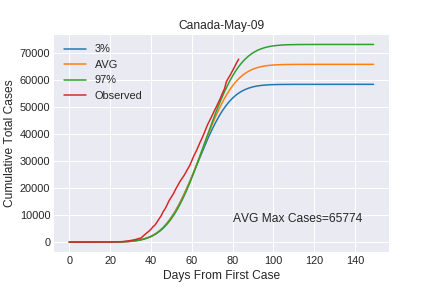 Canada-May-09
3%
AVG
97%
Observed
70000
60000
50000
40000
30000
20000
10000
0
Cumulative Total Cases
AVG Max Cases=65774
0 20 40 60 80 100 120 140
Days From First Case